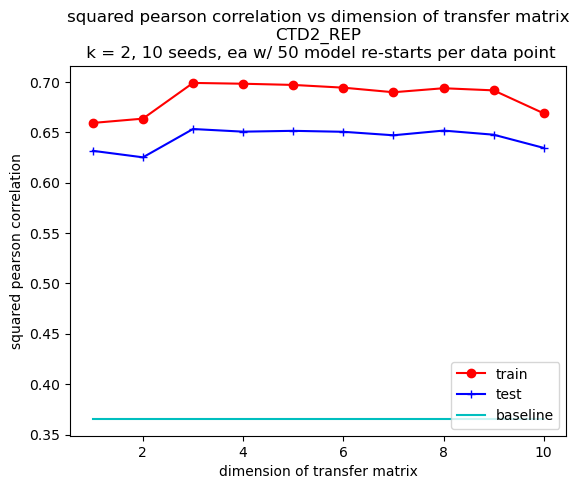 squared pearson correlation vs dimension of transfer matrix
CTD2_REP
k = 2, 10 seeds, ea w/ 50 model re-starts per data point
0.70
0.65
0.60
0.55
0.50
0.45
0.40
0.35
squared pearson correlation
train
test
baseline
2
4
6
8
10
dimension of transfer matrix